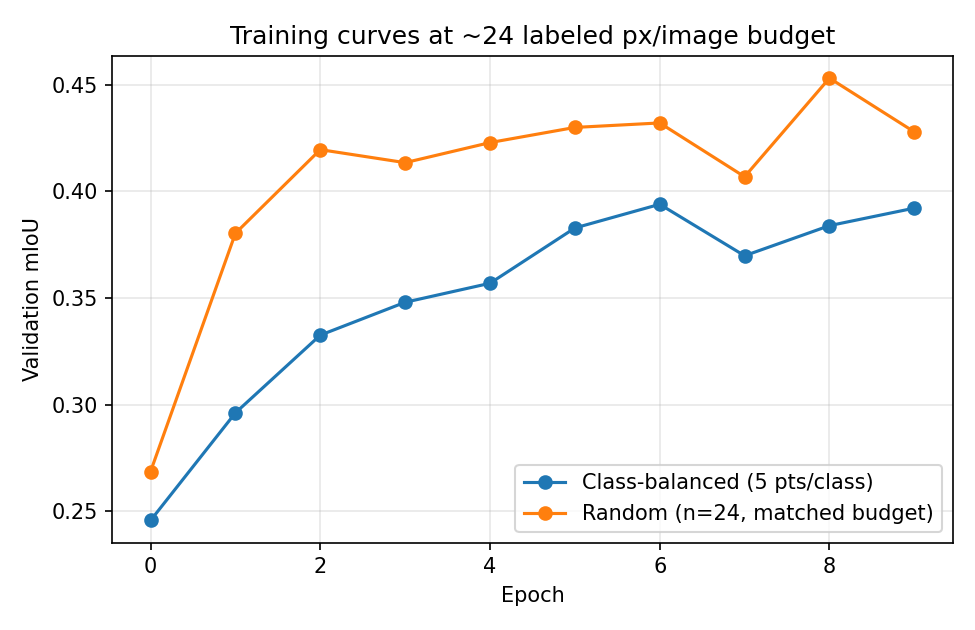 Training curves at ~24 labeled px/image budget
Validation mIoU
0.45
0.40
0.35
0.30
0.25
Class-balanced (5 pts/class)
Random (n=24, matched budget)
0 2 4 6 8
Epoch